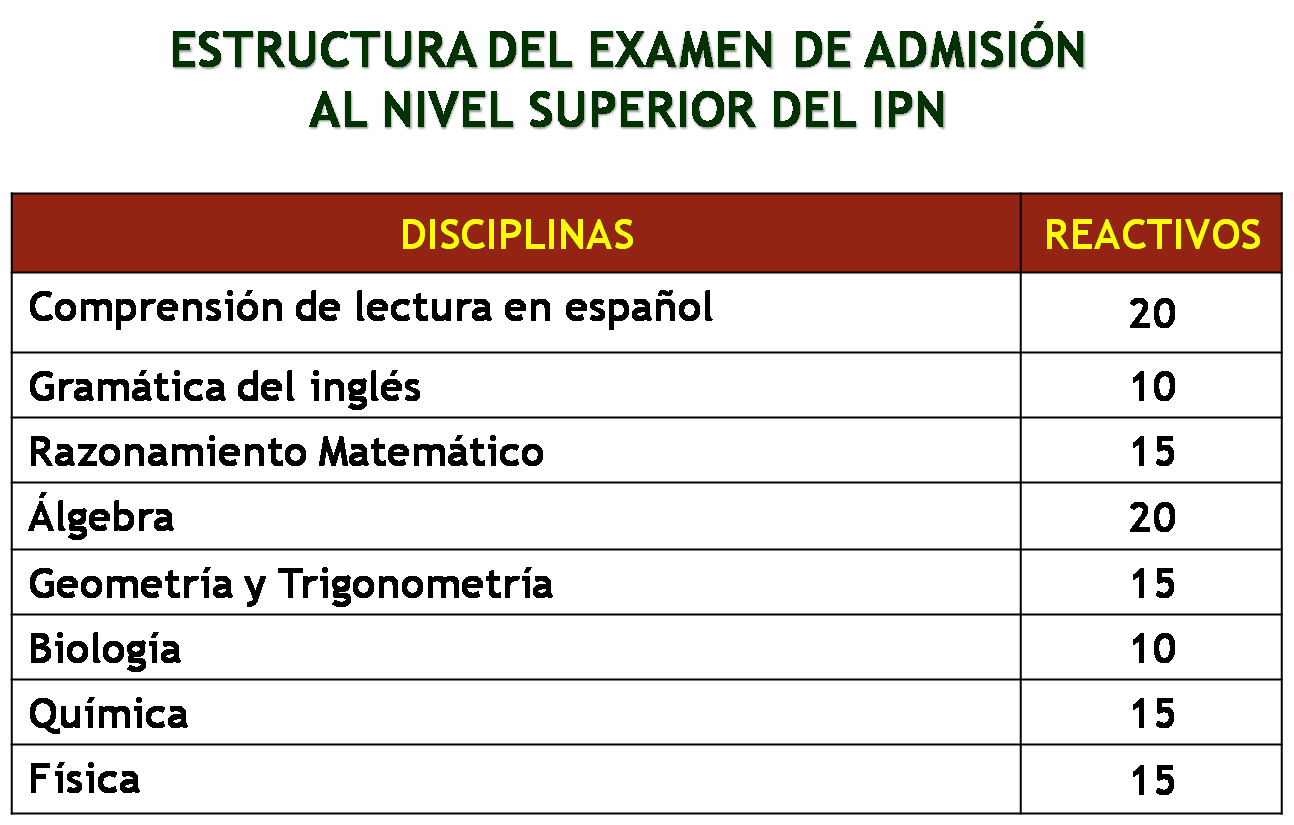 ESTRUCTURA DEL EXAMEN DE ADMISIÓN
AL NIVEL SUPERIOR DEL IPN
DISCIPLINAS REACTIVOS
Comprensión de lectura en español 20
Gramática del inglés 10
Razonamiento Matemático 15
Álgebra 20
Geometría y Trigonometría 15
Biología 10
Química 15
Física 15